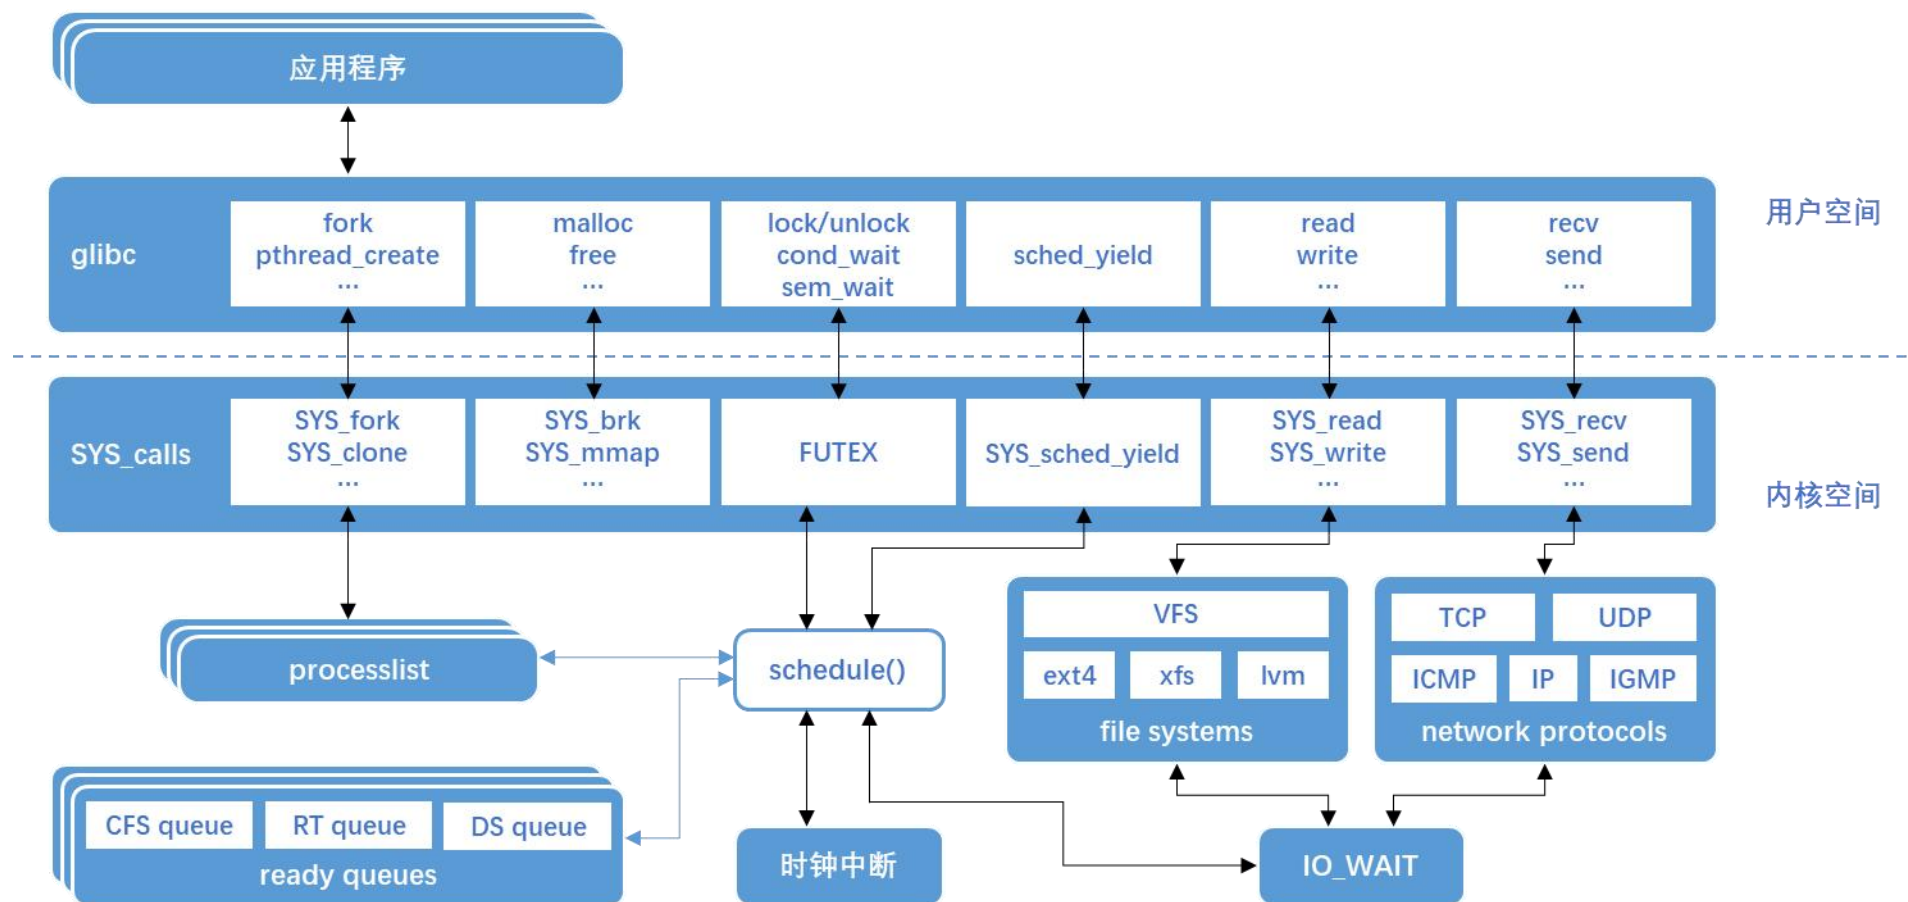 应用程序
用户空间
glibc
fork
pthread_create
...
malloc
free
...
lock/unlock
cond_wait
sem_wait
sched_yield
read
write
...
recv
send
...
内核空间
SYS_calls
SYS_fork
SYS_clone
...
SYS_brk
SYS_mmap
...
FUTEX
SYS_sched_yield
SYS_read
SYS_write
...
SYS_recv
SYS_send
...
processlist
schedule()
VFS
ext4
xfs
lvm
file systems
TCP
UDP
ICMP
IP
IGMP
network protocols
CFS queue
RT queue
DS queue
ready queues
时钟中断
IO_WAIT